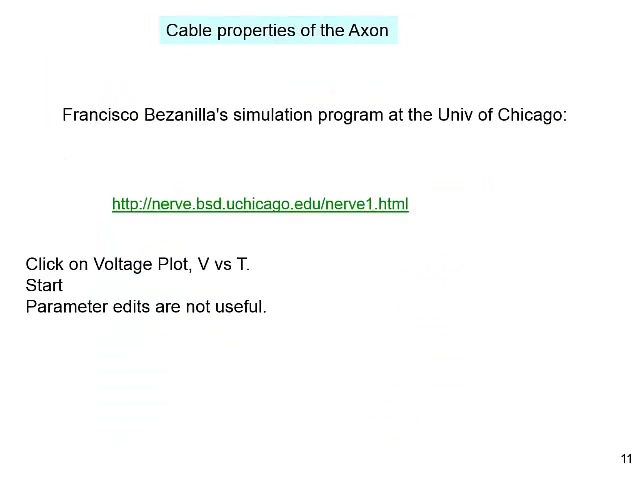 Cable properties of the Axon
Francisco Bezanilla's simulation program at the Univ of Chicago:
http://nerve.bsd.uchicago.edu/nerve1.html
Click on Voltage Plot, V vs T.
Start
Parameter edits are not useful.
11